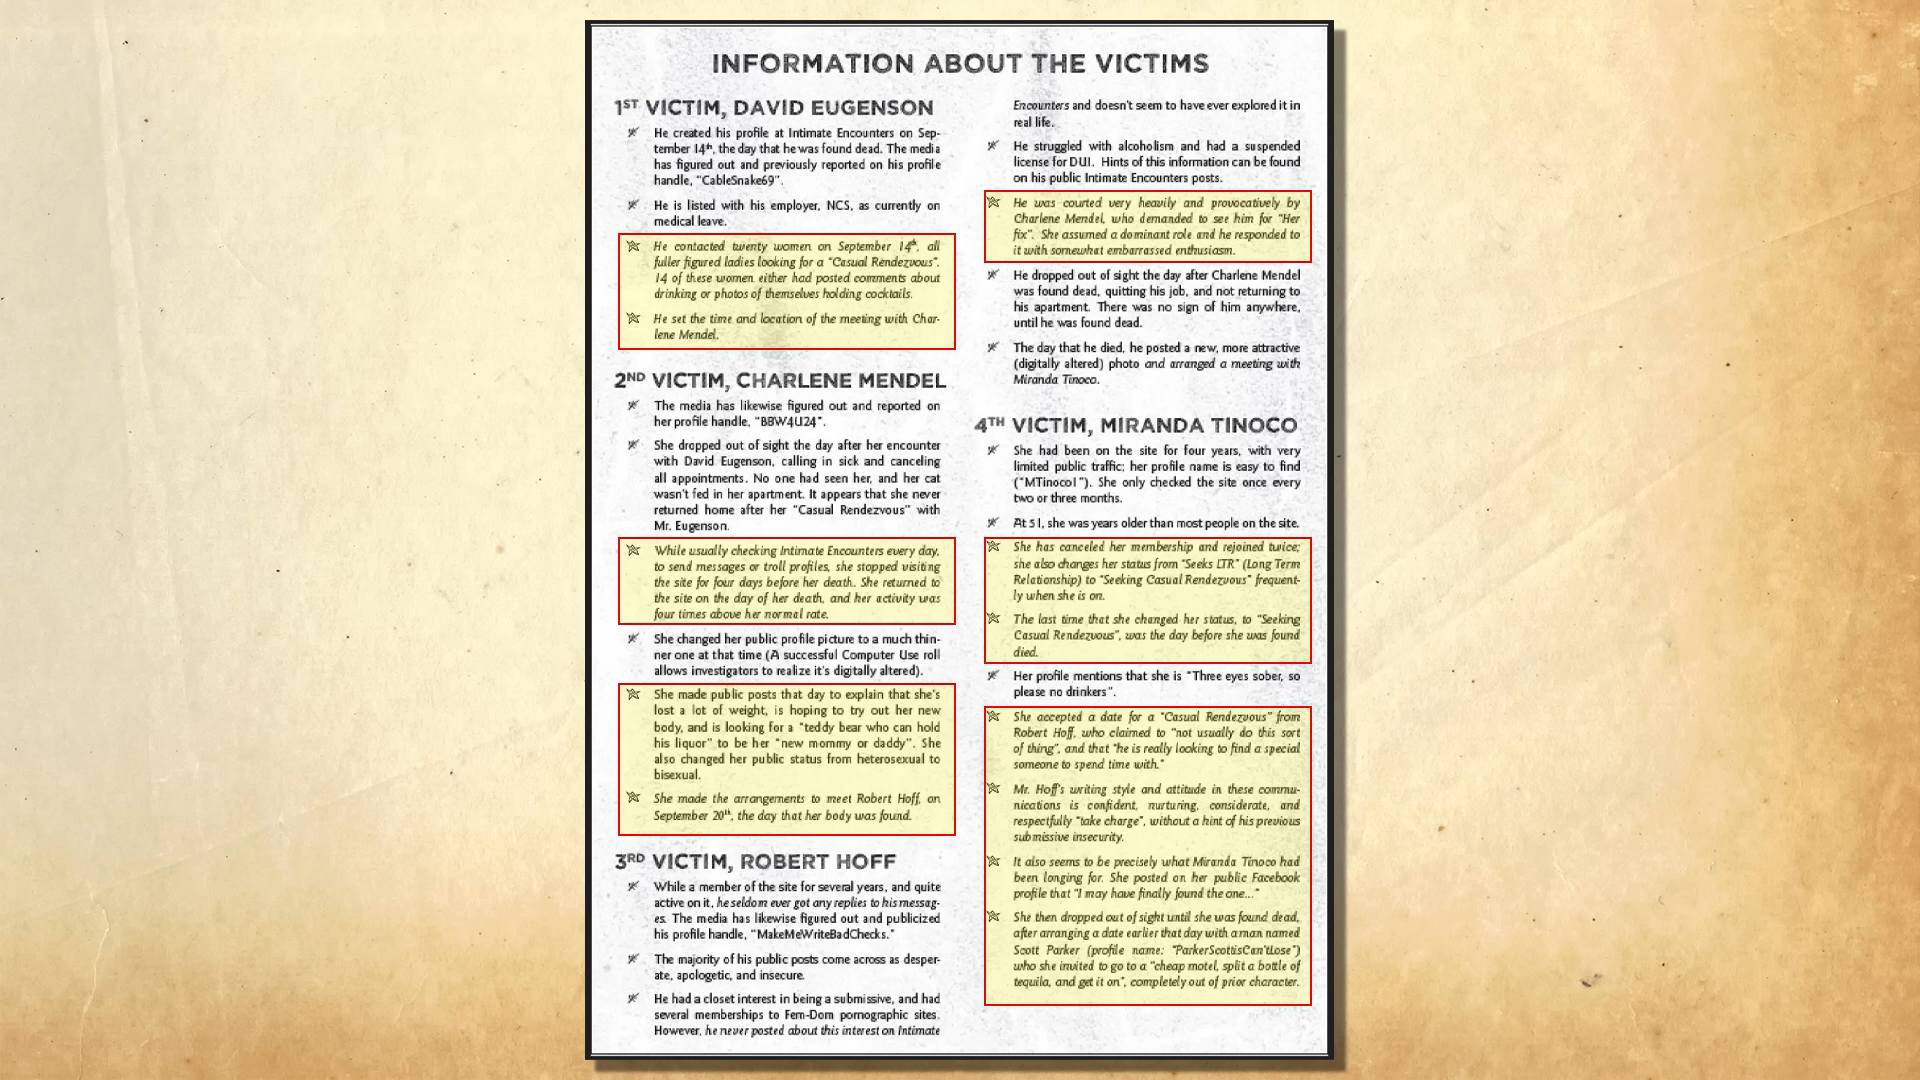 INFORMATION ABOUT THE VICTIMS
1ST VICTIM, DAVID EUGENSON
He created his profile at Intimate Encounters on Sep-
tember 14th, the day that he was found dead. The media
has figured out and previously reported on his profile
handle, "CableSnake69".
He is listed with his employer, NCS, as currently on
medical leave.
He contacted twenty women on September 14th, all
fuller figured ladies looking for a "Casual Rendezvous".
14 of these women either had posted comments about
drinking or photos of themselves holding cocktails.
He set the time and location of the meeting with Char-
lene Mendel.
2ND VICTIM, CHARLENE MENDEL
The media has likewise figured out and reported on
her profile handle, "BBW4U24".
She dropped out of sight the day after her encounter
with David Eugenson, calling in sick and canceling
all appointments. No one had seen her, and her cat
wasn't fed in her apartment. It appears that she never
returned home after her "Casual Rendezvous" with
Mr. Eugenson.
While usually checking Intimate Encounters every day,
to send messages or troll profiles, she stopped visiting
the site for four days before her death. She returned to
the site on the day of her death, and her activity was
four times above her normal rate.
She changed her public profile picture to a much thin-
ner one at that time (A successful Computer Use roll
allows investigators to realize it's digitally altered).
She made public posts that day to explain that she's
lost a lot of weight, is hoping to try out her new
body, and is looking for a "teddy bear who can hold
his liquor" to be her "new mommy or daddy". She
also changed her public status from heterosexual to
bisexual.
She made the arrangements to meet Robert Hoff, on
September 20th, the day that her body was found.
3RD VICTIM, ROBERT HOFF
While a member of the site for several years, and quite
active on it, he seldom ever got any replies to his messag-
es. The media has likewise figured out and publicized
his profile handle, "MakeMeWriteBadChecks."
The majority of his public posts come across as desper-
ate, apologetic, and insecure.
He had a closet interest in being a submissive, and had
several memberships to Fem-Dom pornographic sites.
However, he never posted about this interest on Intimate
Encounters and doesn't seem to have ever explored it in
real life.
He struggled with alcoholism and had a suspended
license for DUI. Hints of this information can be found
on his public Intimate Encounters posts.
He was courted very heavily and provocatively by
Charlene Mendel, who demanded to see him for "Her
fix". She assumed a dominant role and he responded to
it with somewhat embarrassed enthusiasm.
He dropped out of sight the day after Charlene Mendel
was found dead, quitting his job, and not returning to
his apartment. There was no sign of him anywhere,
until he was found dead.
The day that he died, he posted a new, more attractive
(digitally altered) photo and arranged a meeting with
Miranda Tinoco.
4TH VICTIM, MIRANDA TINOCO
She had been on the site for four years, with very
limited public traffic; her profile name is easy to find
("MTinoco1"). She only checked the site once every
two or three months.
At 51, she was years older than most people on the site.
She has canceled her membership and rejoined twice;
she also changes her status from "Seeks LTR" (Long Term
Relationship) to "Seeking Casual Rendezvous" frequent-
ly when she is on.
The last time that she changed her status, to "Seeking
Casual Rendezvous", was the day before she was found
died.
Her profile mentions that she is "Three eyes sober, so
please no drinkers".
She accepted a date for a "Casual Rendezvous" from
Robert Hoff, who claimed to "not usually do this sort
of thing", and that "he is really looking to find a special
someone to spend time with."
Mr. Hoff's writing style and attitude in these commu-
nications is confident, nurturing, considerate, and
respectfully "take charge", without a hint of his previous
submissive insecurity.
It also seems to be precisely what Miranda Tinoco had
been longing for. She posted on her public Facebook
profile that "I may have finally found the one..."
She then dropped out of sight until she was found dead,
after arranging a date earlier that day with a man named
Scott Parker (profile name: "ParkerScottisCan'tLose")
who she invited to go to a "cheap motel, split a bottle of
tequila, and get it on", completely out of prior character.